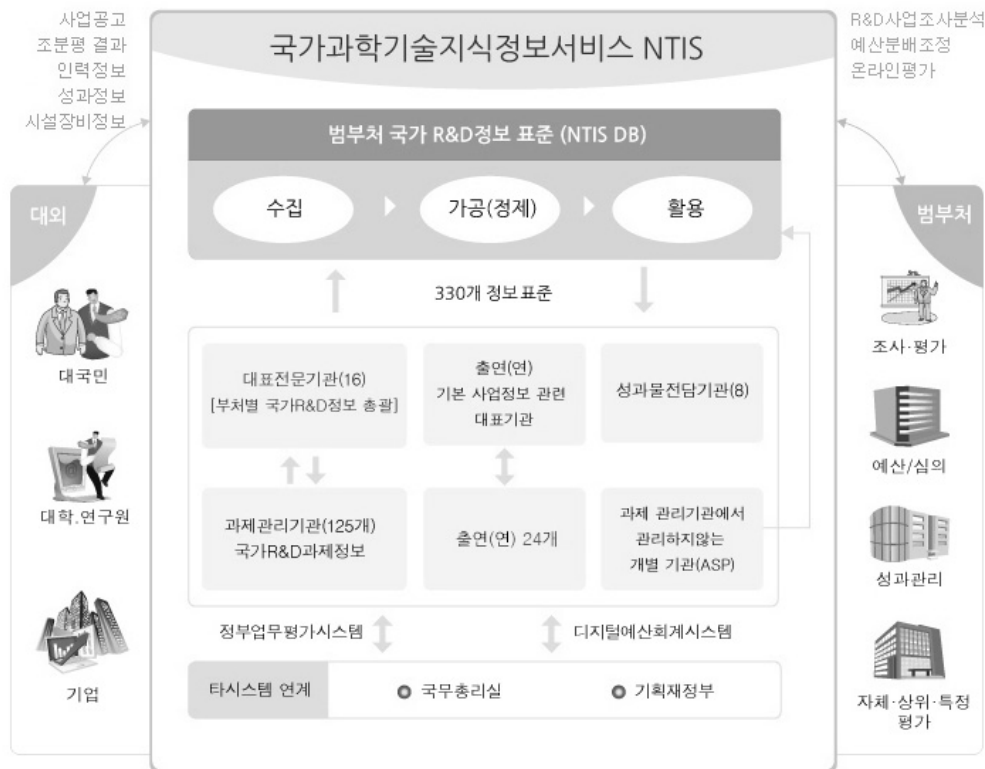 사업공고
조분평 결과
인력정보
성과정보
시설장비정보
국가과학기술지식정보서비스 NTIS
R&D사업조사분석
예산분배조정
온라인평가
범부처 국가 R&D정보 표준 (NTIS DB)
수집
가공(정제)
활용
330개 정보 표준
대외
대국민
대학.연구원
기업
대표전문기관(16)
[부처별 국가R&D정보 총괄]
출연(연)
기본 사업정보 관련
대표기관
성과물전담기관(8)
과제관리기관(125개)
국가R&D과제정보
출연(연) 24개
과제 관리기관에서
관리하지않는
개별 기관(ASP)
정부업무평가시스템
디지털예산회계시스템
타시스템 연계
국무총리실
기획재정부
범부처
조사·평가
예산/심의
성과관리
자체·상위·특정
평가